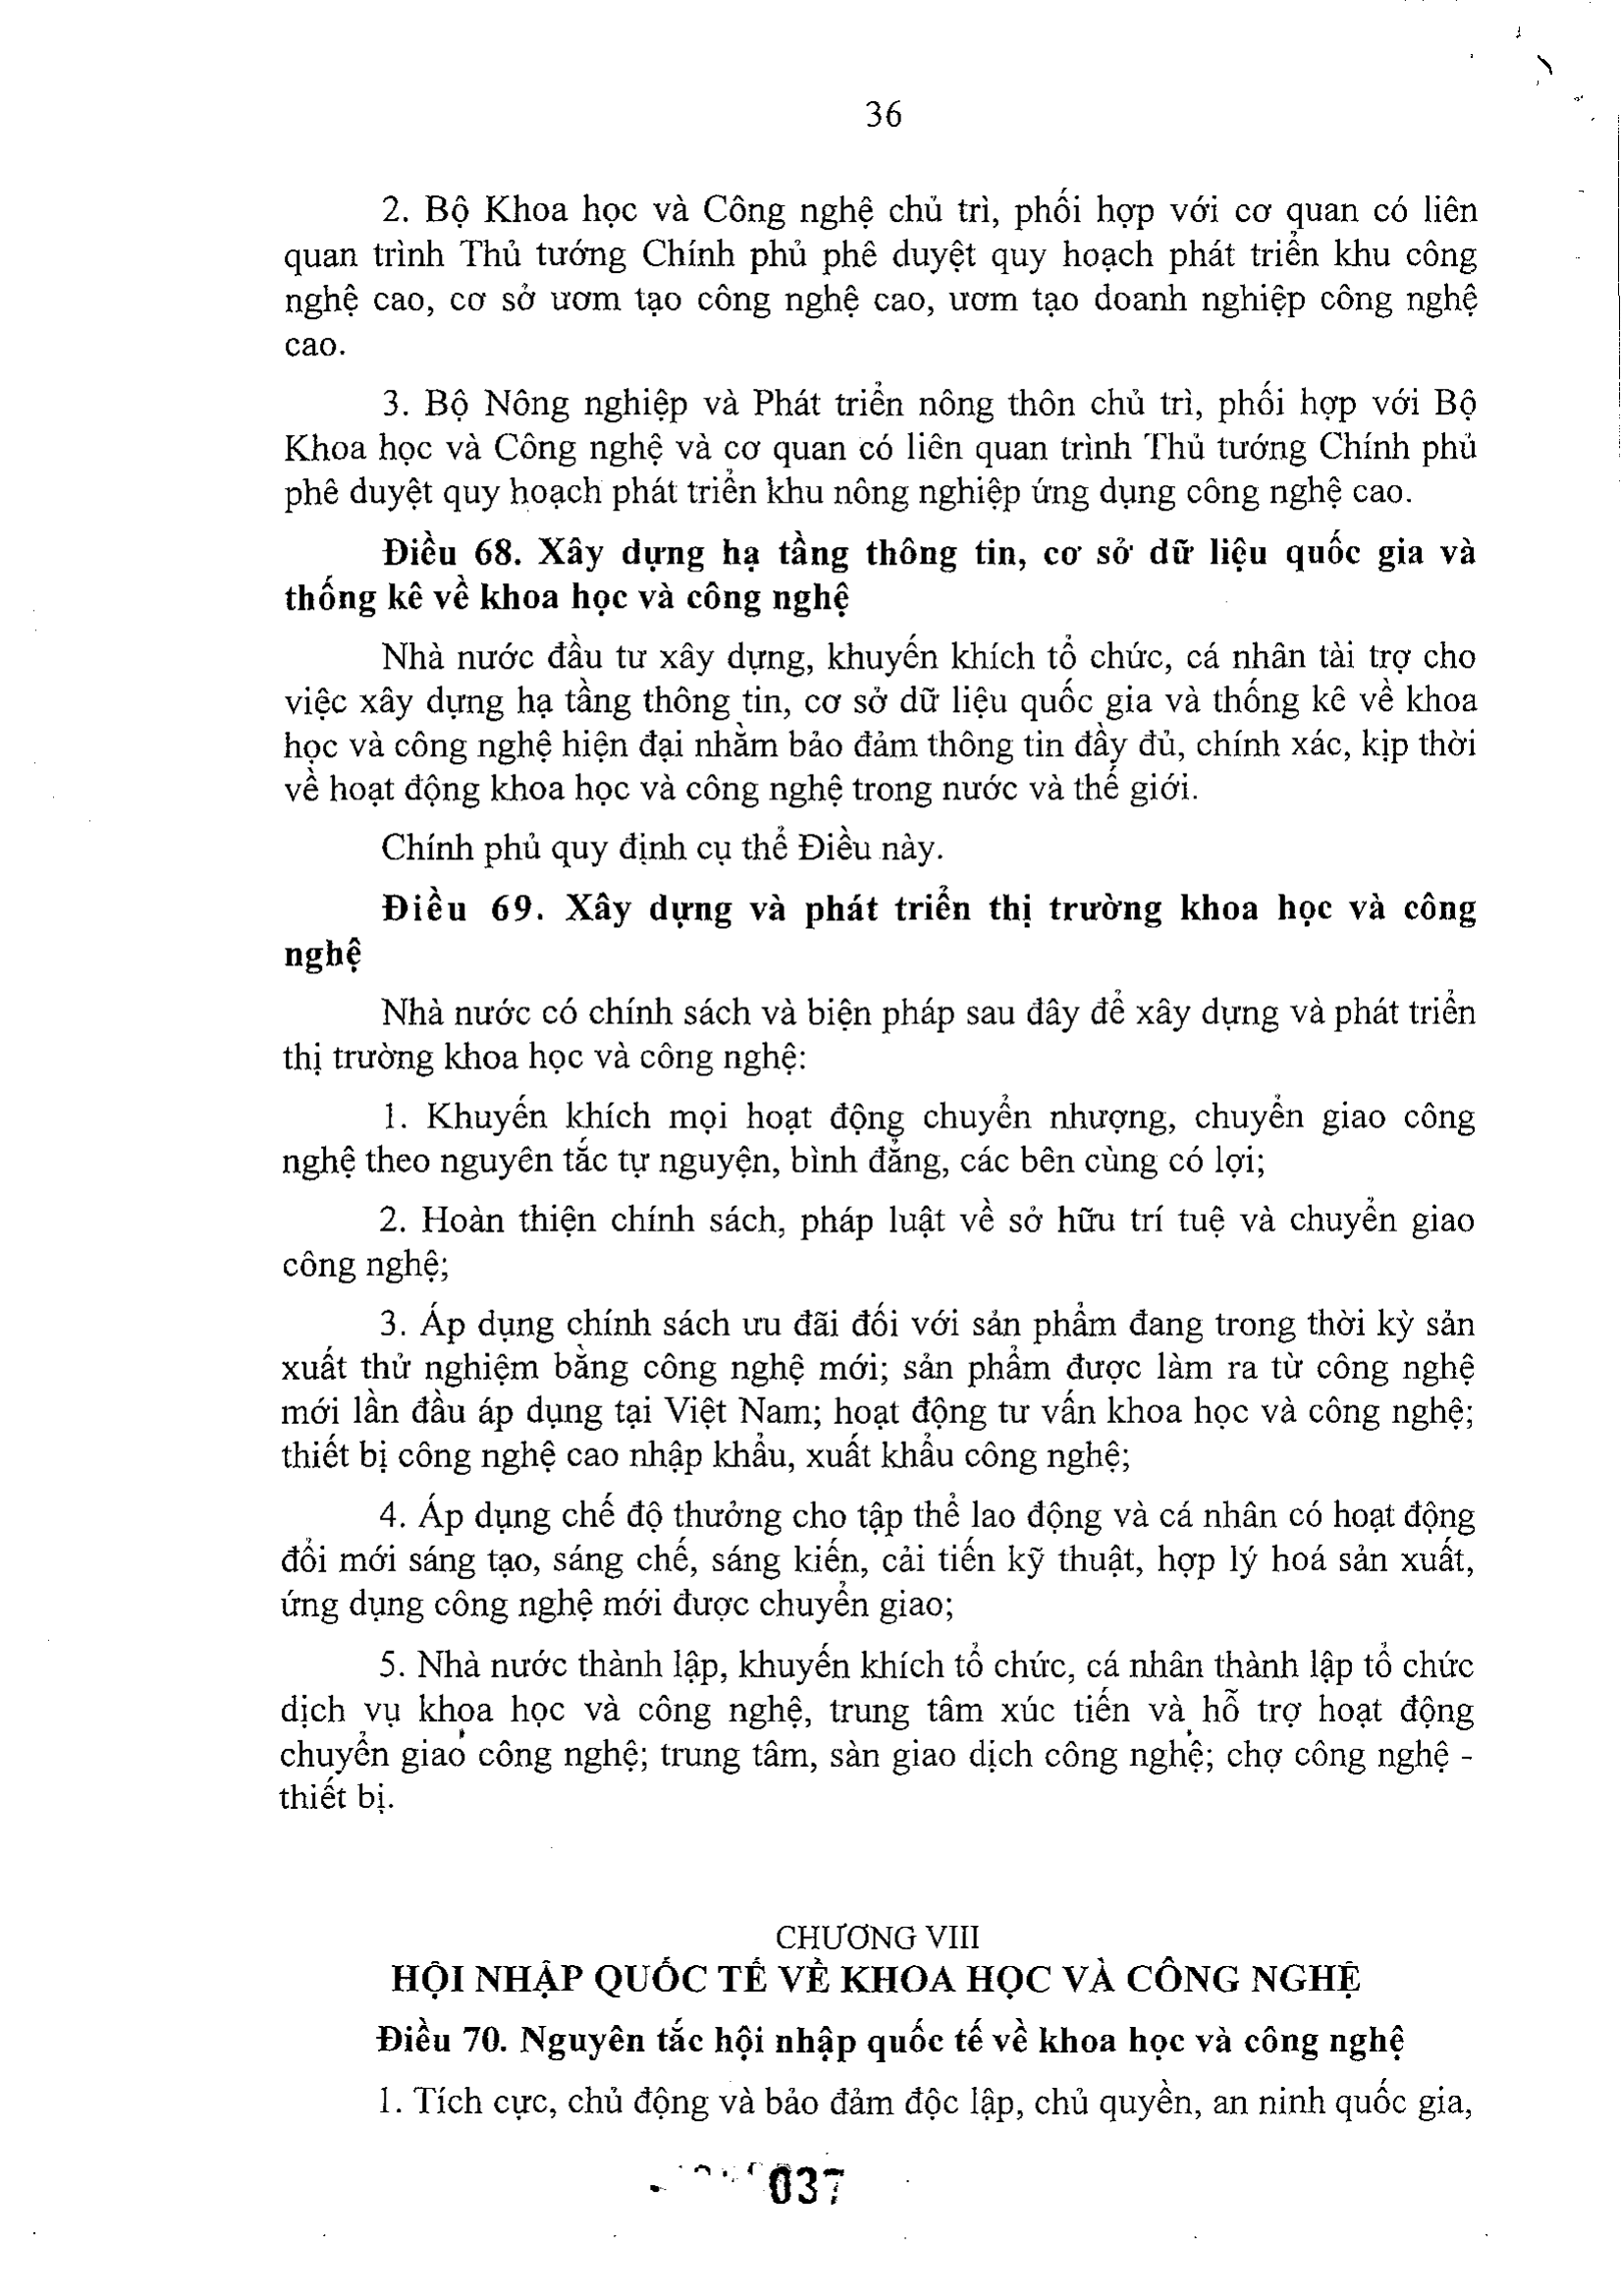 36
2. Bộ Khoa học và Công nghệ chủ trì, phối hợp với cơ quan có liên
quan trình Thủ tướng Chính phủ phê duyệt quy hoạch phát triển khu công
nghệ cao, cơ sở ươm tạo công nghệ cao, ươm tạo doanh nghiệp công nghệ
cao.
3. Bộ Nông nghiệp và Phát triển nông thôn chủ trì, phối hợp với Bộ
Khoa học và Công nghệ và cơ quan có liên quan trình Thủ tướng Chính phủ
phê duyệt quy hoạch phát triển khu nông nghiệp ứng dụng công nghệ cao.
Điều 68. Xây dựng hạ tầng thông tin, cơ sở dữ liệu quốc gia và
thống kê về khoa học và công nghệ
Nhà nước đầu tư xây dựng, khuyến khích tổ chức, cá nhân tài trợ cho
việc xây dựng hạ tầng thông tin, cơ sở dữ liệu quốc gia và thống kê về khoa
học và công nghệ hiện đại nhằm bảo đảm thông tin đầy đủ, chính xác, kịp thời
về hoạt động khoa học và công nghệ trong nước và thế giới.
Chính phủ quy định cụ thể Điều này.
Điều 69. Xây dựng và phát triển thị trường khoa học và công
nghệ
Nhà nước có chính sách và biện pháp sau đây để xây dựng và phát triển
thị trường khoa học và công nghệ:
1. Khuyến khích mọi hoạt động chuyển nhượng, chuyển giao công
nghệ theo nguyên tắc tự nguyện, bình đẳng, các bên cùng có lợi;
2. Hoàn thiện chính sách, pháp luật về sở hữu trí tuệ và chuyển giao
công nghệ;
3. Áp dụng chính sách ưu đãi đối với sản phẩm đang trong thời kỳ sản
xuất thử nghiệm bằng công nghệ mới; sản phẩm được làm ra từ công nghệ
mới lần đầu áp dụng tại Việt Nam; hoạt động tư vấn khoa học và công nghệ;
thiết bị công nghệ cao nhập khẩu, xuất khẩu công nghệ;
4. Áp dụng chế độ thưởng cho tập thể lao động và cá nhân có hoạt động
đổi mới sáng tạo, sáng chế, sáng kiến, cải tiến kỹ thuật, hợp lý hoá sản xuất,
ứng dụng công nghệ mới được chuyển giao;
5. Nhà nước thành lập, khuyến khích tổ chức, cá nhân thành lập tổ chức
dịch vụ khoa học và công nghệ, trung tâm xúc tiến và hỗ trợ hoạt động
chuyển giao công nghệ; trung tâm, sàn giao dịch công nghệ; chợ công nghệ -
thiết bị.
CHƯƠNG VIII
HỘI NHẬP QUỐC TẾ VỀ KHOA HỌC VÀ CÔNG NGHỆ
Điều 70. Nguyên tắc hội nhập quốc tế về khoa học và công nghệ
1. Tích cực, chủ động và bảo đảm độc lập, chủ quyền, an ninh quốc gia,
037